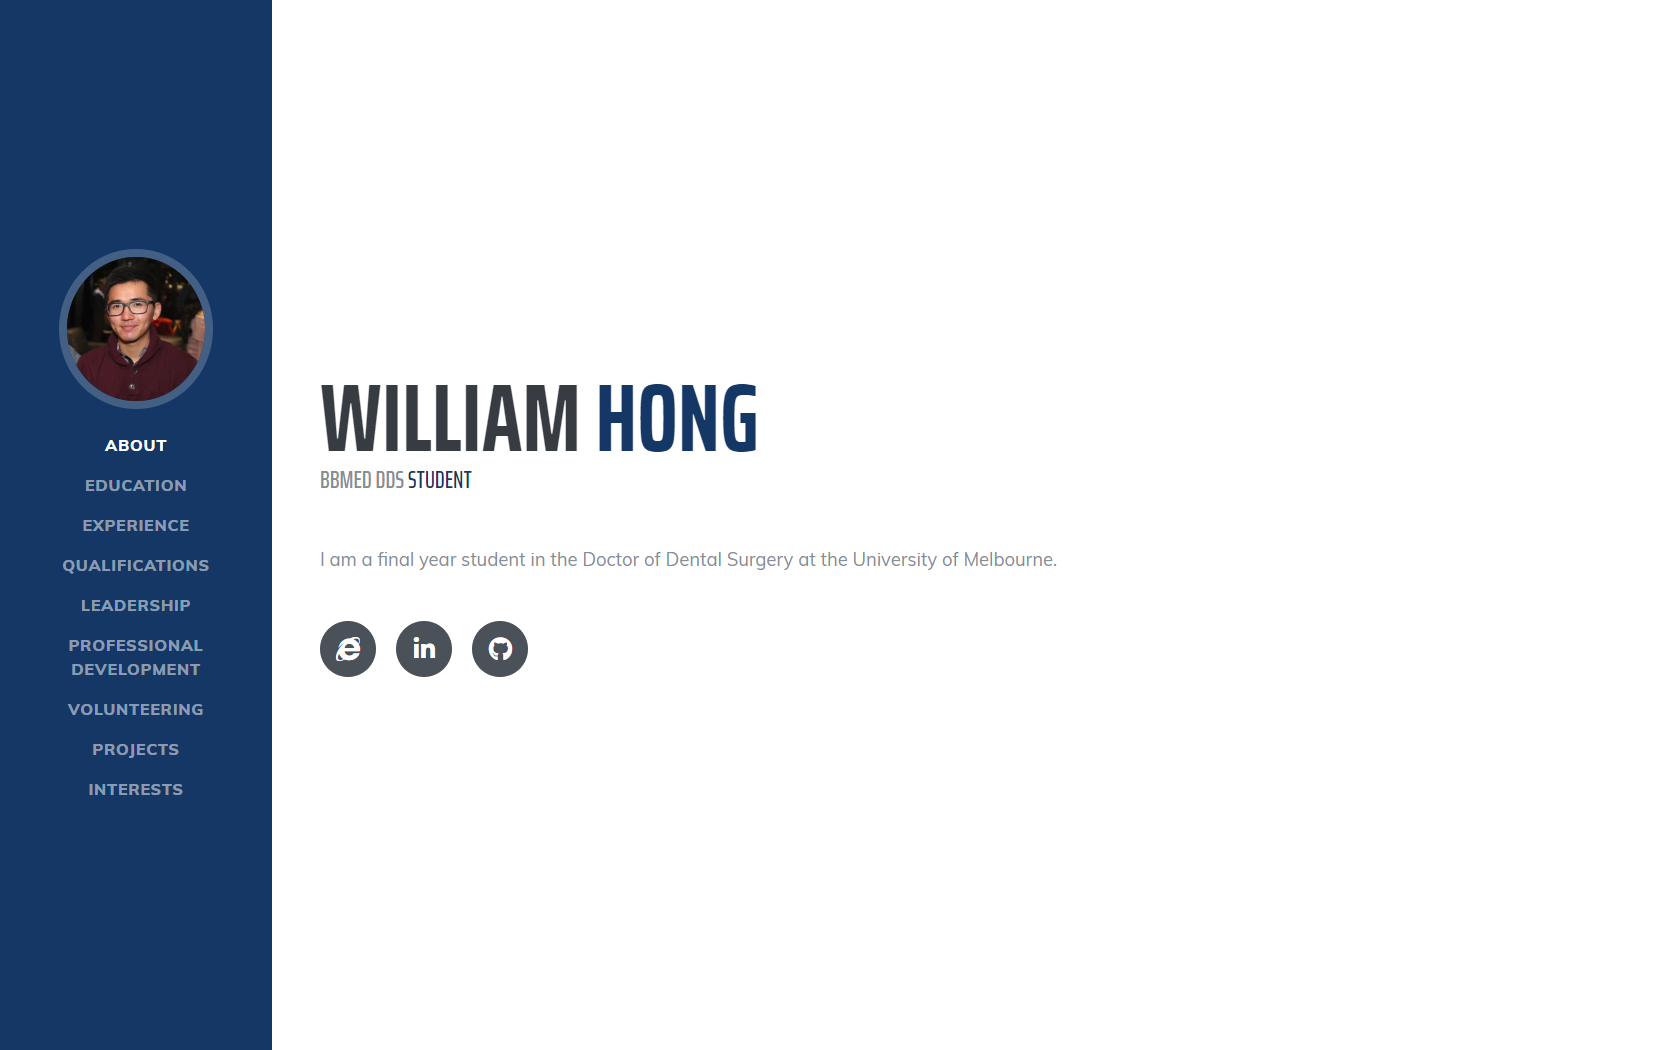 ABOUT
EDUCATION
EXPERIENCE
QUALIFICATIONS
LEADERSHIP
PROFESSIONAL
DEVELOPMENT
VOLUNTEERING
PROJECTS
INTERESTS
WILLIAM HONG
BBMED DDS STUDENT
I am a final year student in the Doctor of Dental Surgery at the University of Melbourne.
in